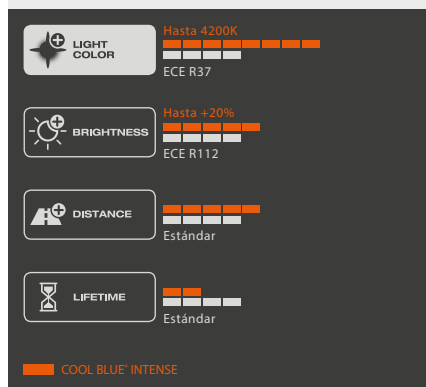 Hasta 4200K
LIGHT
COLOR
ECE R37
Hasta +20%
BRIGHTNESS
ECE R112
DISTANCE
Estándar
LIFETIME
Estándar
COOL BLUE® INTENSE